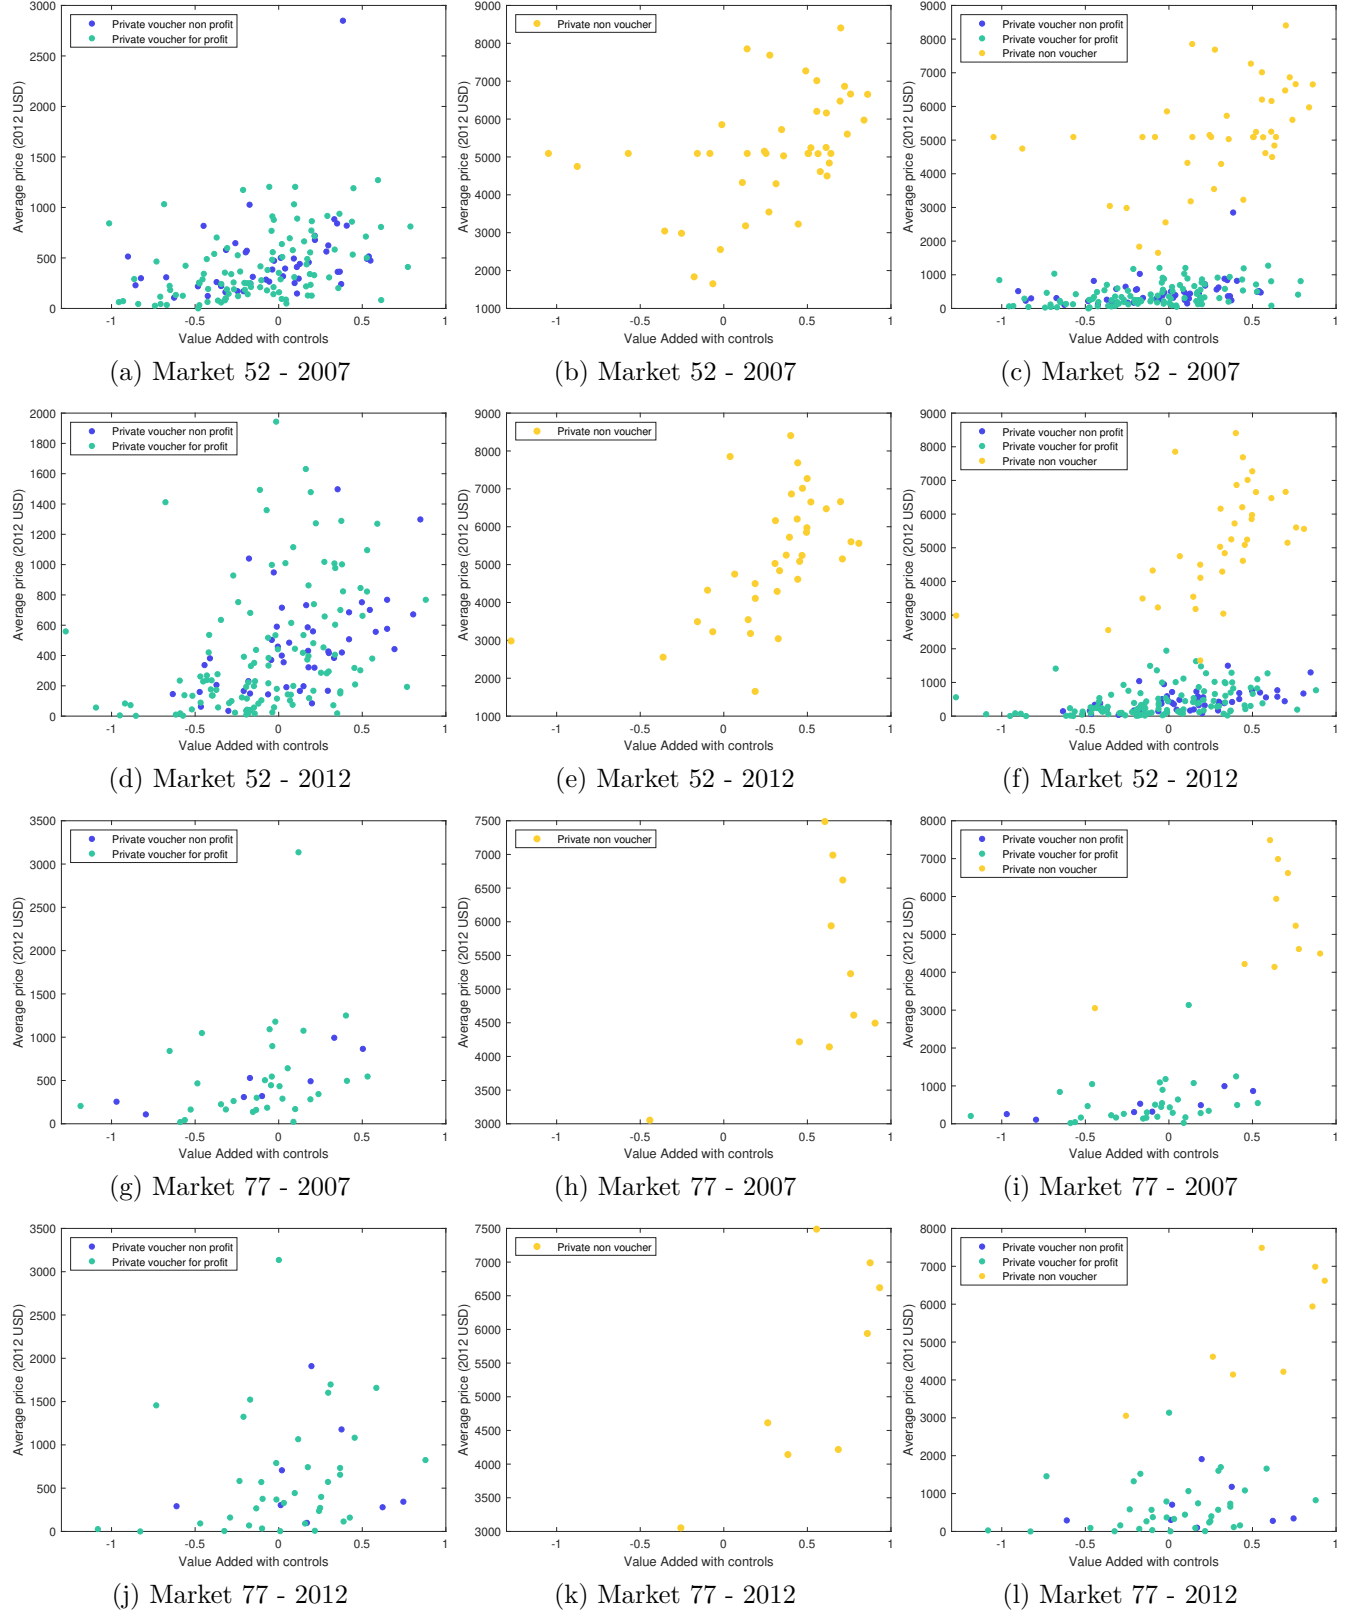 3000
2500
2000
1500
1000
500
0
Average price (2012 USD)
Private voucher non profit
Private voucher for profit
-1 -0.5 0 0.5 1
Value Added with controls
(a) Market 52 - 2007
9000
8000
7000
6000
5000
4000
3000
2000
1000
Average price (2012 USD)
Private non voucher
-1 -0.5 0 0.5 1
Value Added with controls
(b) Market 52 - 2007
9000
8000
7000
6000
5000
4000
3000
2000
1000
0
Average price (2012 USD)
Private voucher non profit
Private voucher for profit
Private non voucher
-1 -0.5 0 0.5 1
Value Added with controls
(c) Market 52 - 2007
2000
1800
1600
1400
1200
1000
800
600
400
200
0
Average price (2012 USD)
Private voucher non profit
Private voucher for profit
-1 -0.5 0 0.5 1
Value Added with controls
(d) Market 52 - 2012
9000
8000
7000
6000
5000
4000
3000
2000
1000
Average price (2012 USD)
Private non voucher
-1 -0.5 0 0.5 1
Value Added with controls
(e) Market 52 - 2012
9000
8000
7000
6000
5000
4000
3000
2000
1000
0
Average price (2012 USD)
Private voucher non profit
Private voucher for profit
Private non voucher
-1 -0.5 0 0.5 1
Value Added with controls
(f) Market 52 - 2012
3500
3000
2500
2000
1500
1000
500
0
Average price (2012 USD)
Private voucher non profit
Private voucher for profit
-1 -0.5 0 0.5 1
Value Added with controls
(g) Market 77 - 2007
7500
7000
6500
6000
5500
5000
4500
4000
3500
3000
Average price (2012 USD)
Private non voucher
-1 -0.5 0 0.5 1
Value Added with controls
(h) Market 77 - 2007
8000
7000
6000
5000
4000
3000
2000
1000
0
Average price (2012 USD)
Private voucher non profit
Private voucher for profit
Private non voucher
-1 -0.5 0 0.5 1
Value Added with controls
(i) Market 77 - 2007
3500
3000
2500
2000
1500
1000
500
0
Average price (2012 USD)
Private voucher non profit
Private voucher for profit
-1 -0.5 0 0.5 1
Value Added with controls
(j) Market 77 - 2012
7500
7000
6500
6000
5500
5000
4500
4000
3500
3000
Average price (2012 USD)
Private non voucher
-1 -0.5 0 0.5 1
Value Added with controls
(k) Market 77 - 2012
8000
7000
6000
5000
4000
3000
2000
1000
0
Average price (2012 USD)
Private voucher non profit
Private voucher for profit
Private non voucher
-1 -0.5 0 0.5 1
Value Added with controls
(l) Market 77 - 2012